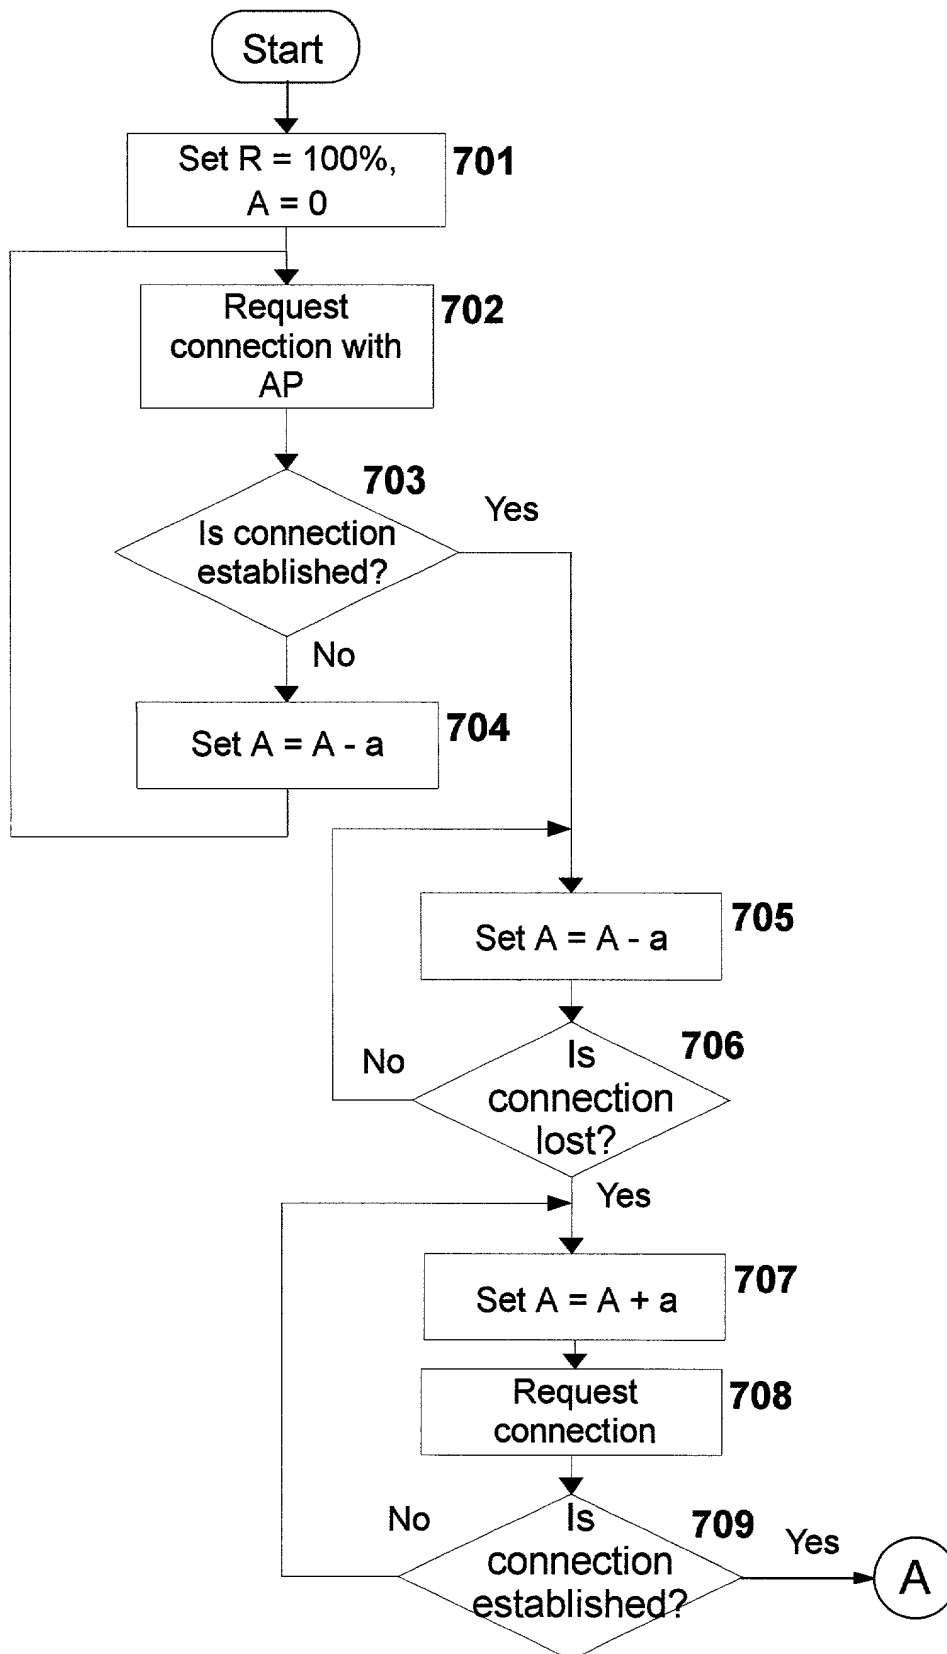 Start
Set R = 100%,
A = 0
701
Request
connection with
AP
702
703
Is connection
established?
Yes
No
Set A = A - a
704
Set A = A - a
705
706
Is
connection
lost?
No
Yes
Set A = A + a
707
Request
connection
708
709
Is
connection
established?
No
Yes
A